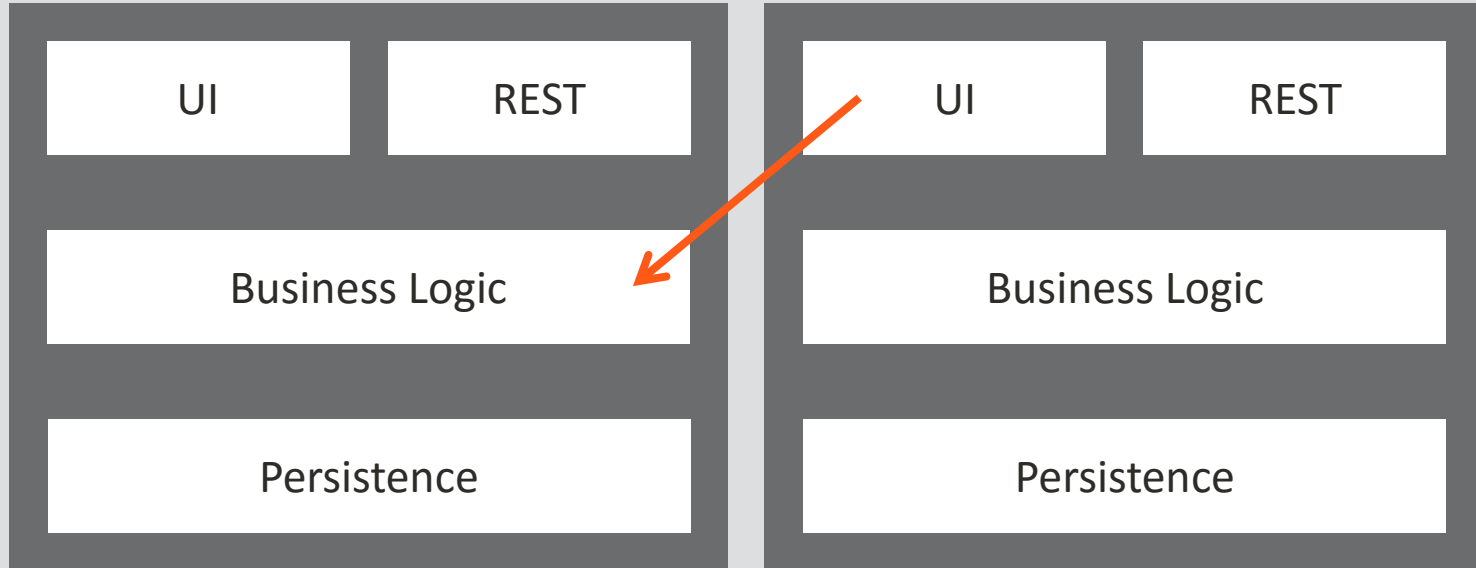 UI
REST
Business Logic
Persistence
UI
REST
Business Logic
Persistence